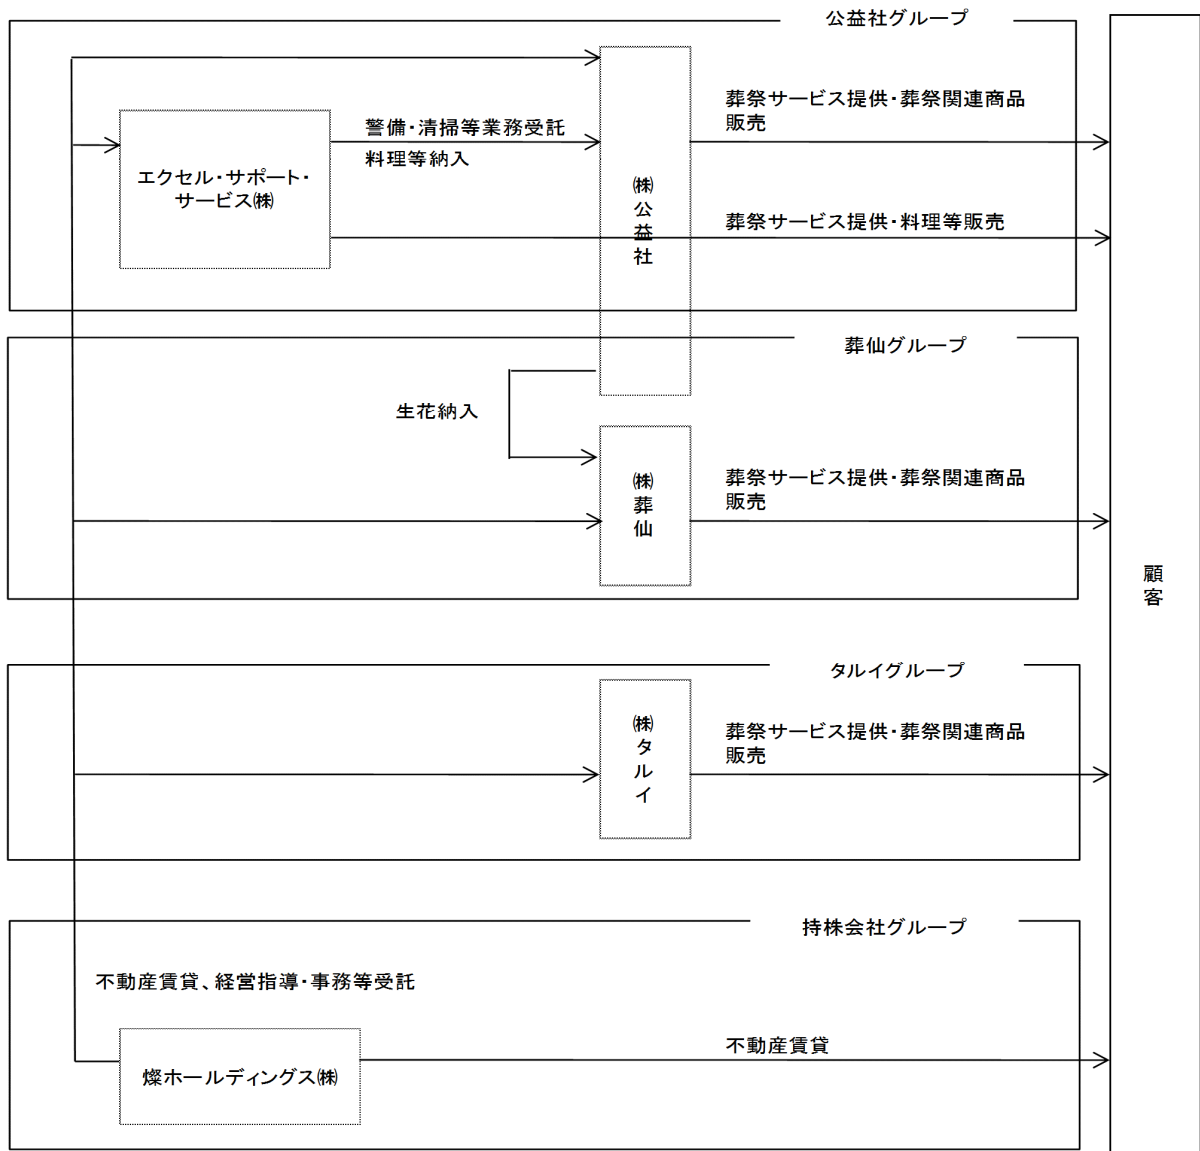 公益社グループ
葬祭サービス提供・葬祭関連商品
販売
警備・清掃等業務受託
料理等納入
エクセル・サポート・
サービス㈱
㈱公益社
葬祭サービス提供・料理等販売
葬仙グループ
生花納入
㈱葬仙
葬祭サービス提供・葬祭関連商品
販売
顧客
タルイグループ
㈱タルイ
葬祭サービス提供・葬祭関連商品
販売
持株会社グループ
不動産賃貸、経営指導・事務等受託
燦ホールディングス㈱
不動産賃貸